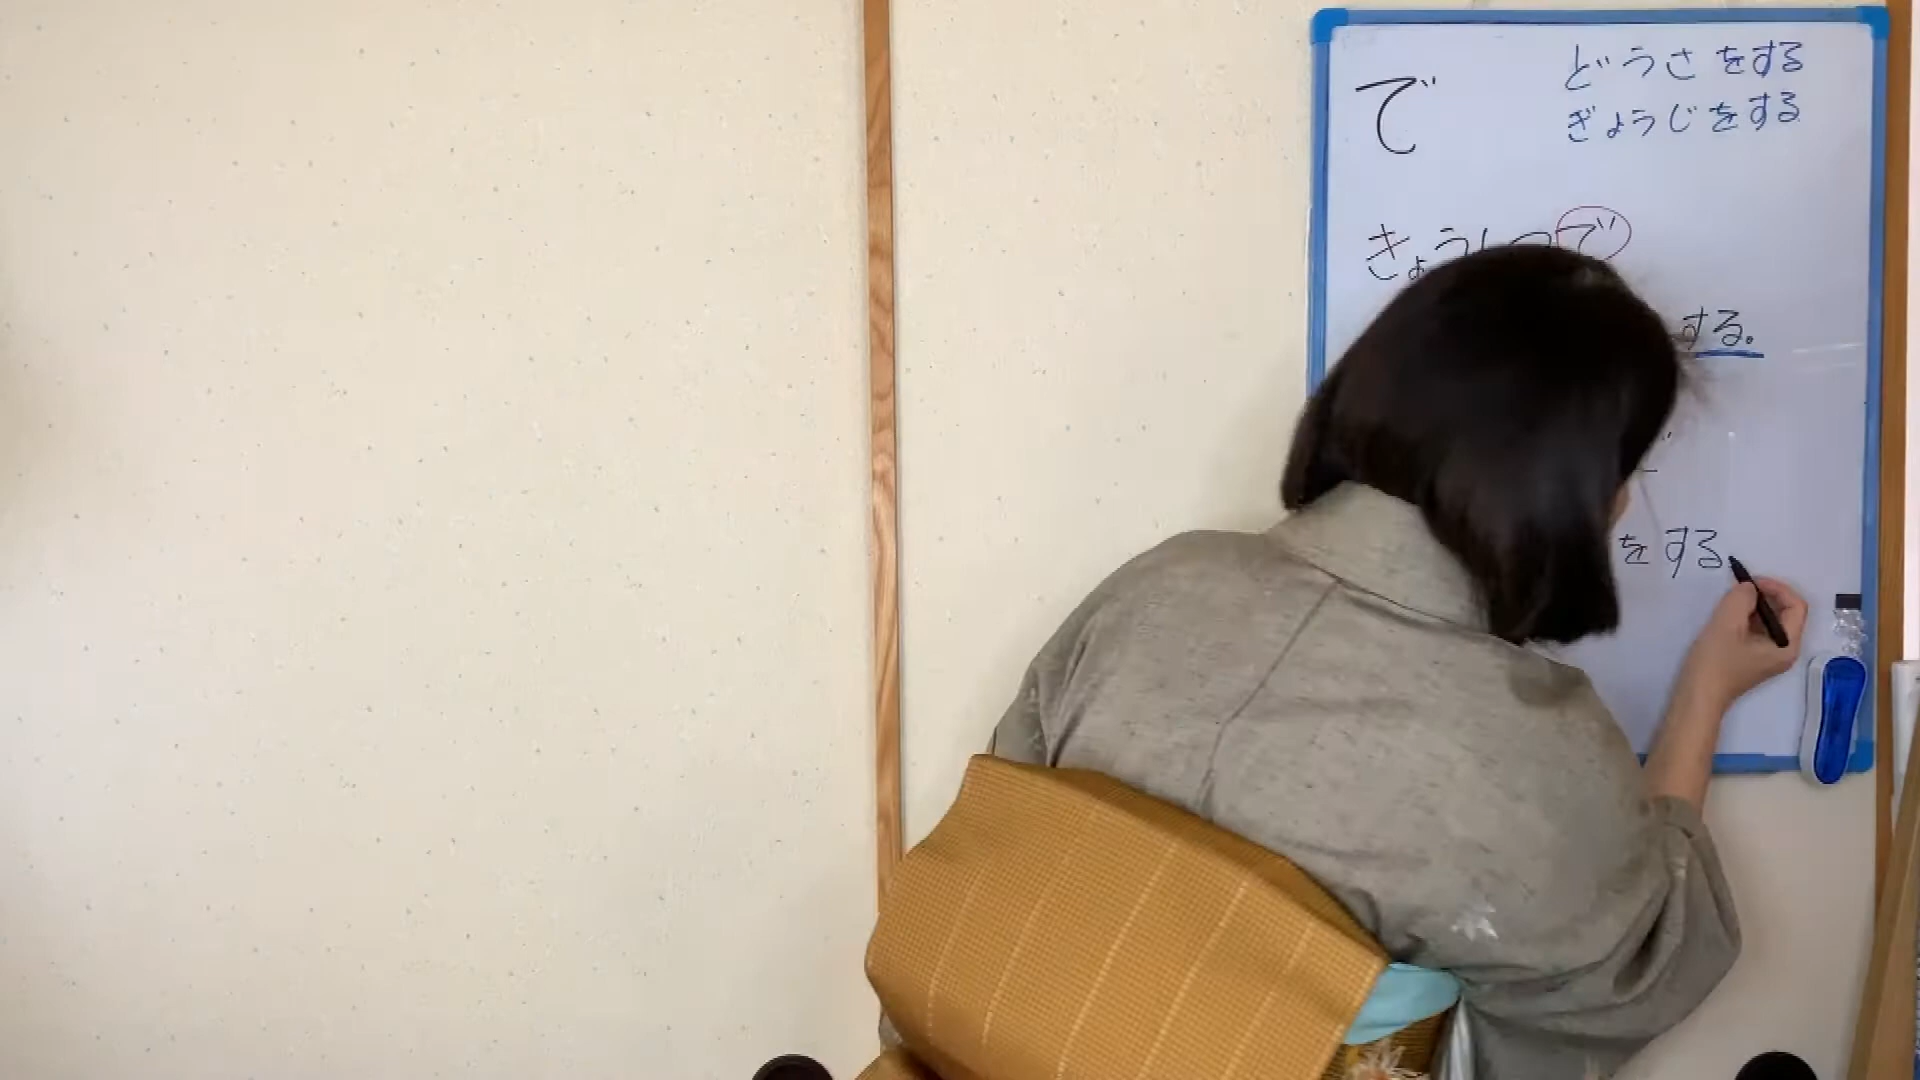 で
どうさをする
ぎょうじをする
きょうしつで
する。
をする